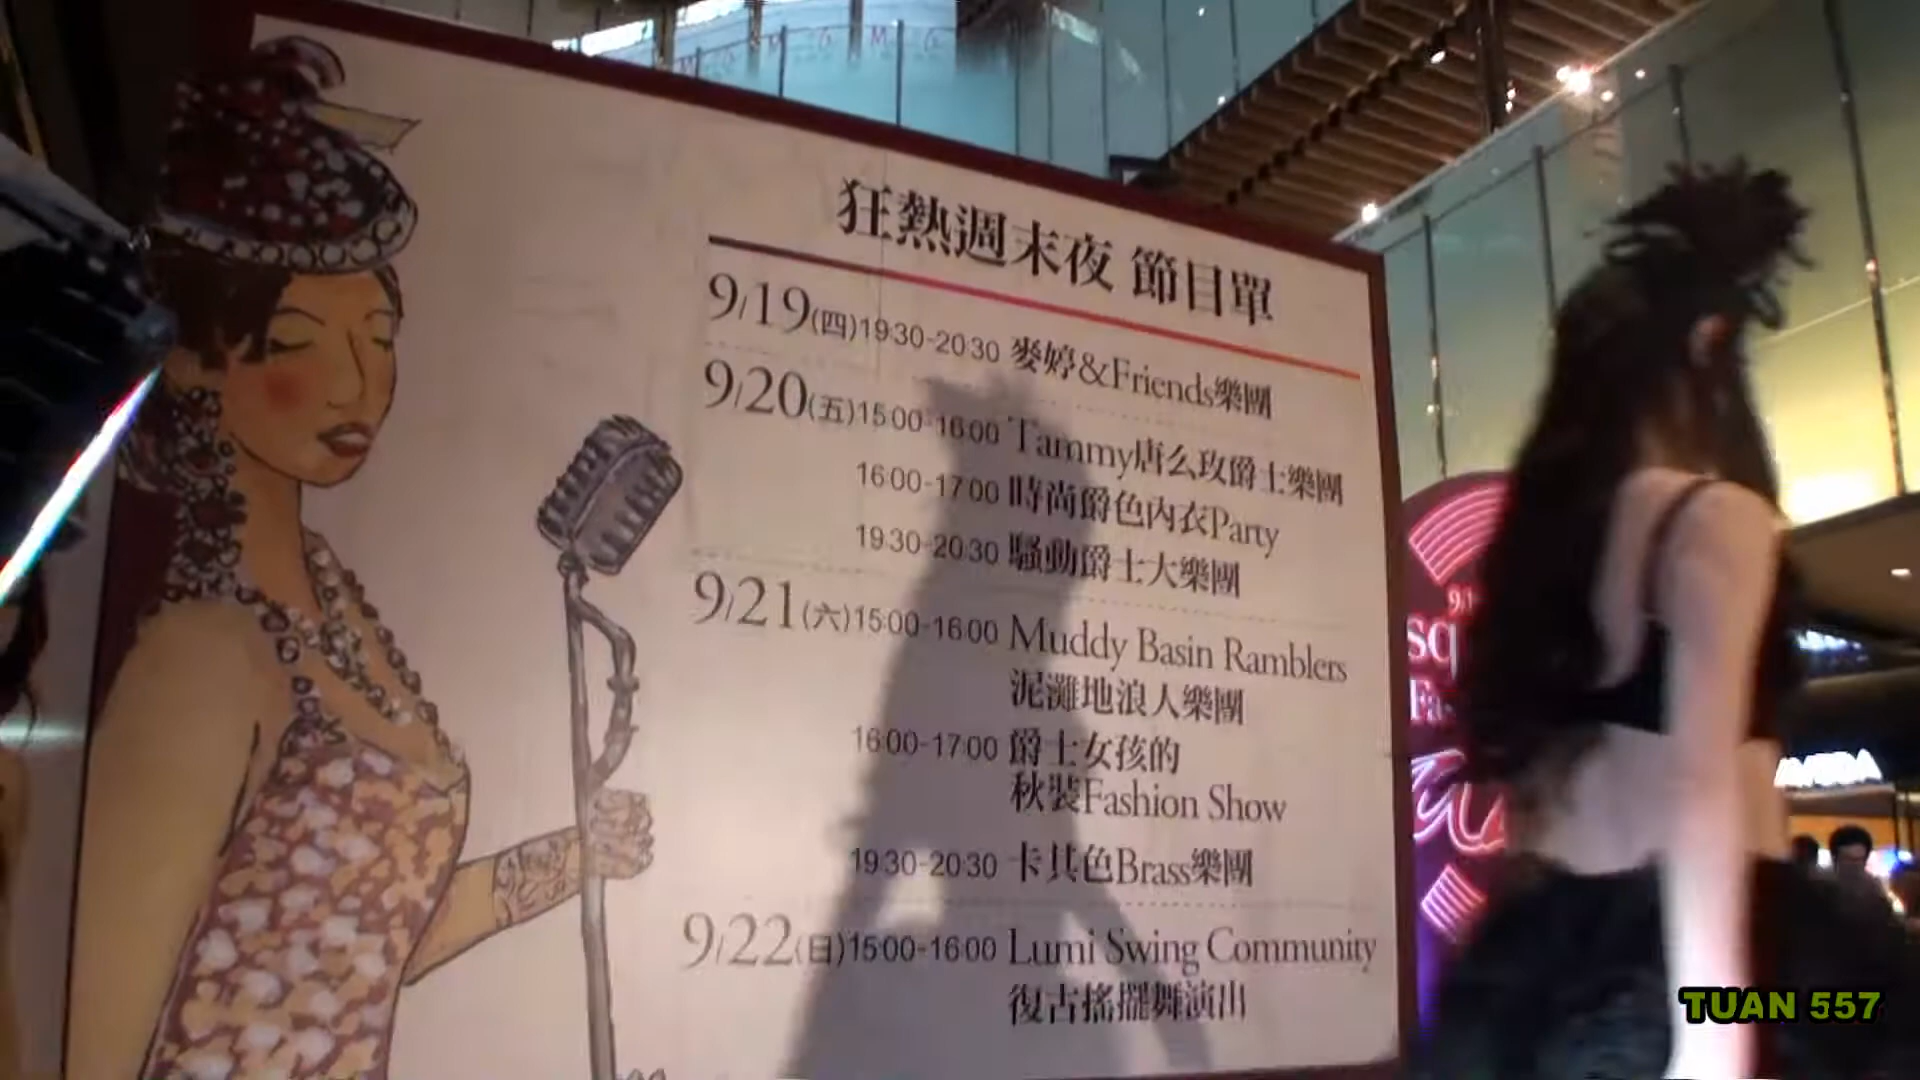 狂熱週末夜 節目單
9/19(四)19:30-20:30 麥婷&Friends樂團
9/20(五)15:00-16:00 Tammy唐么玫爵士樂團
16:00-17:00 時尚爵色內衣Party
19:30-20:30 騷動爵士大樂團
9/21(六)15:00-16:00 Muddy Basin Ramblers
泥灘地浪人樂團
16:00-17:00 爵士女孩的
秋裝Fashion Show
19:30-20:30 卡其色Brass樂團
9/22(日)15:00-16:00 Lumi Swing Community
復古搖擺舞演出
TUAN 557